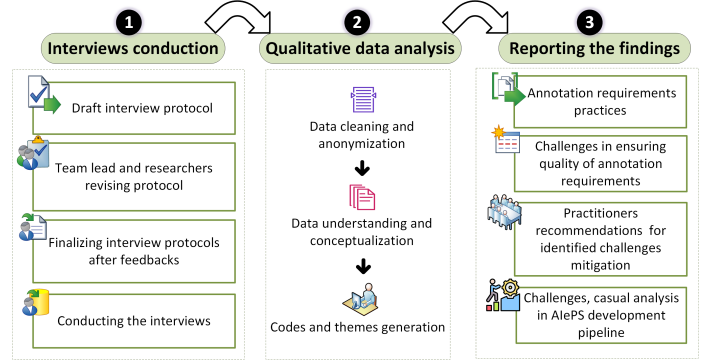 1
Interviews conduction
Draft interview protocol
Team lead and researchers
revising protocol
Finalizing interview protocols
after feedbacks
Conducting the interviews
2
Qualitative data analysis
Data cleaning and
anonymization
Data understanding and
conceptualization
Codes and themes generation
3
Reporting the findings
Annotation requirements
practices
Challenges in ensuring
quality of annotation
requirements
Practitioners
recommendations for
identified challenges
mitigation
Challenges, casual analysis
in AIePS development
pipeline